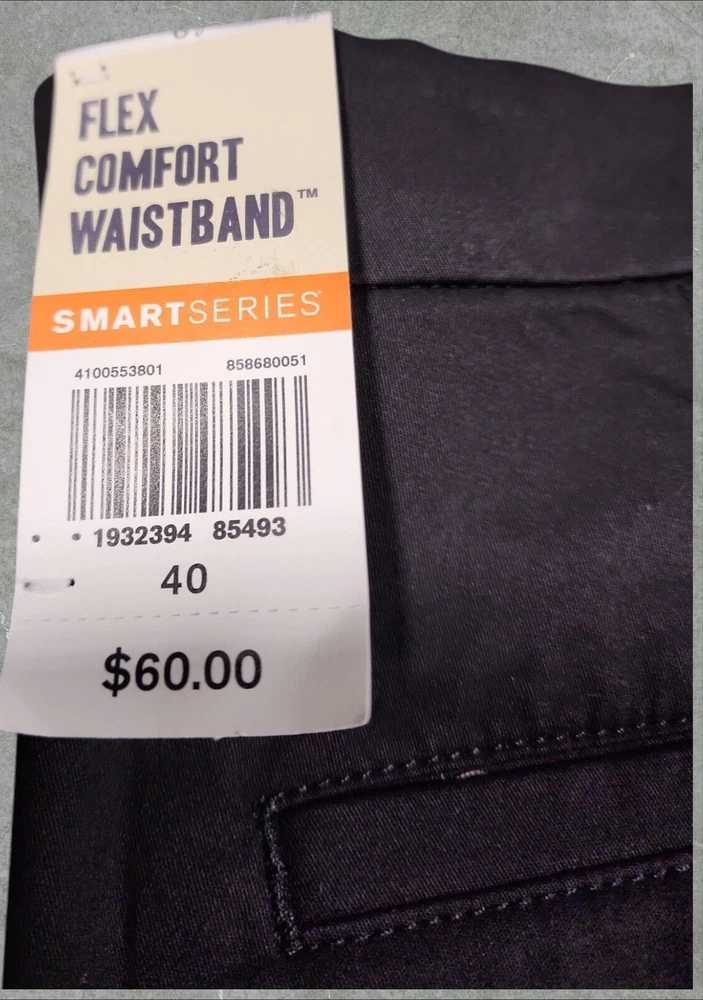 FLEX
COMFORT
WAISTBAND™
SMARTSERIES
4100553801 858680051
1932394 85493
40
$60.00